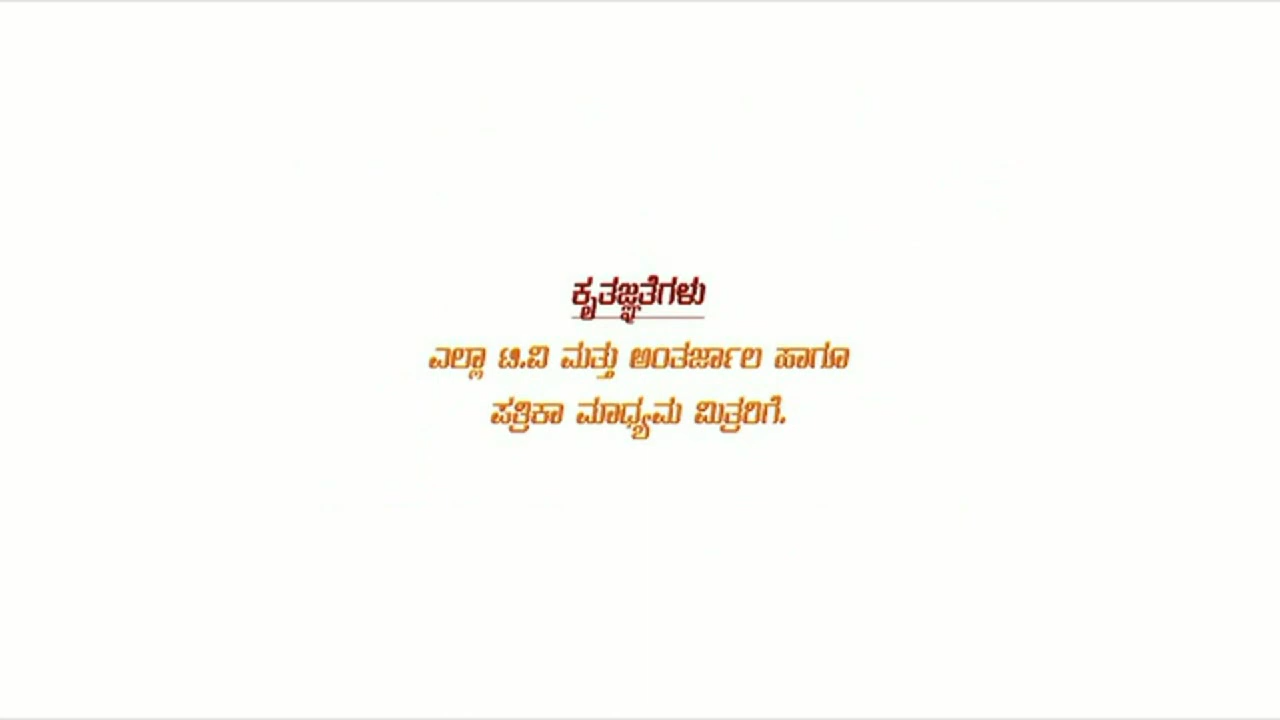 ಕೃತಜ್ಞತೆಗಳು
ಎಲ್ಲಾ ಟಿ.ವಿ ಮತ್ತು ಅಂತರ್ಜಾಲ ಹಾಗೂ
ಪತ್ರಿಕಾ ಮಾಧ್ಯಮ ಮಿತ್ರರಿಗೆ.